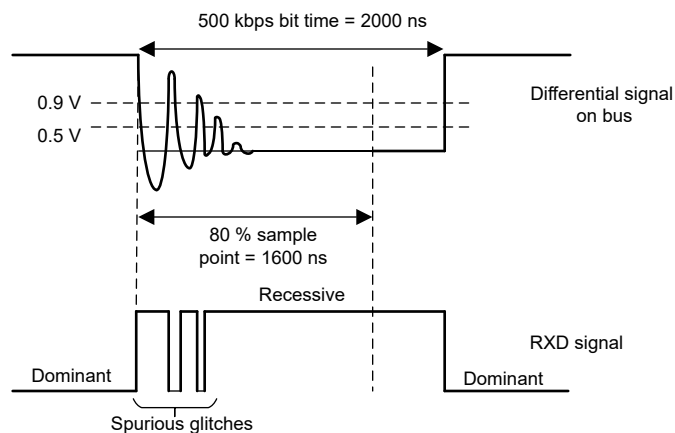 500 kbps bit time = 2000 ns
0.9 V
0.5 V
Differential signal
on bus
80 % sample
point = 1600 ns
Recessive
RXD signal
Dominant
Dominant
Spurious glitches